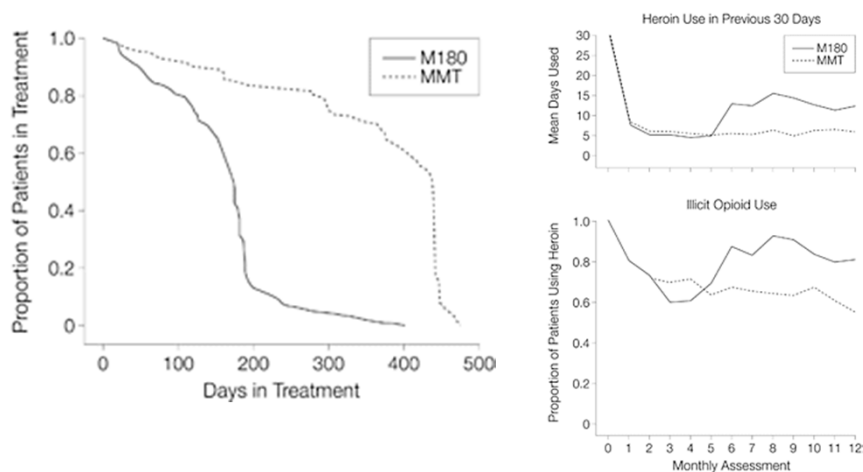 Proportion of Patients in Treatment
1.0
0.8
0.6
0.4
0.2
0
0 100 200 300 400 500
Days in Treatment
M180
MMT
Heroin Use in Previous 30 Days
Mean Days Used
30
25
20
15
10
5
0
M180
MMT
Illicit Opioid Use
Proportion of Patients Using Heroin
1.0
0.8
0.6
0.4
0.2
0
0 1 2 3 4 5 6 7 8 9 10 11 12
Monthly Assessment